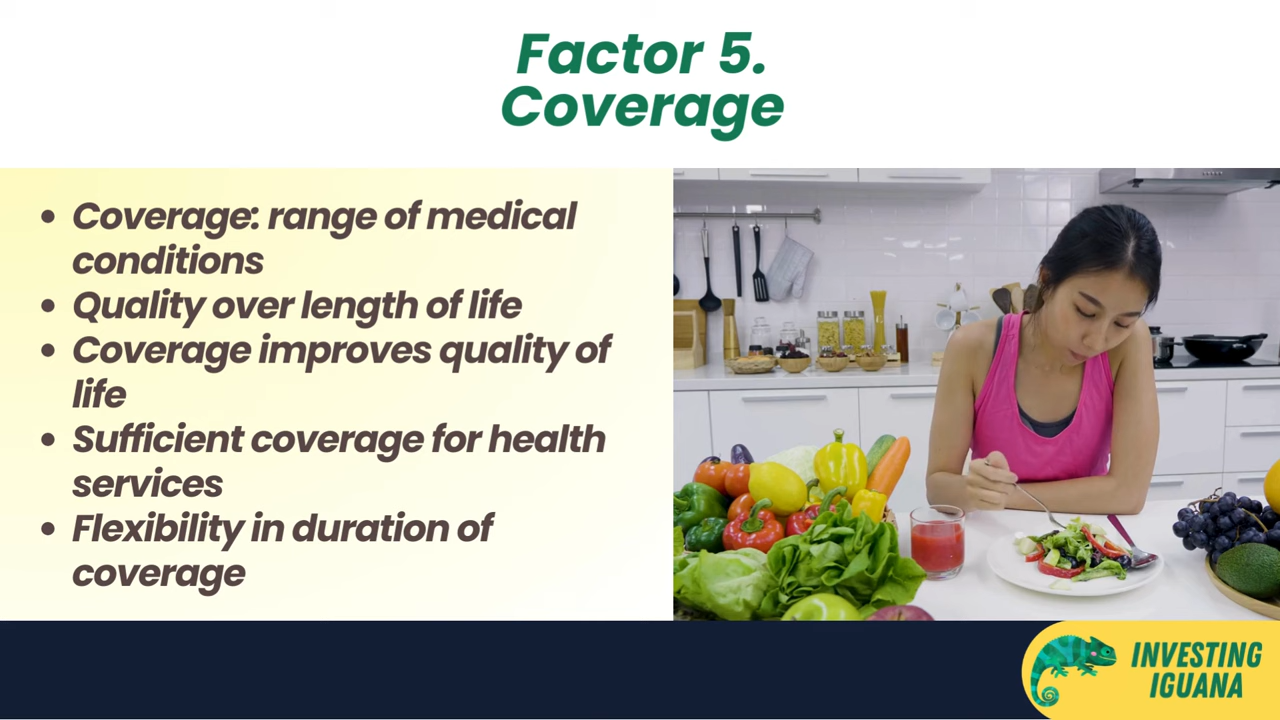 Factor 5.
Coverage
• Coverage: range of medical
conditions
• Quality over length of life
• Coverage improves quality of
life
• Sufficient coverage for health
services
• Flexibility in duration of
coverage
INVESTING
IGUANA